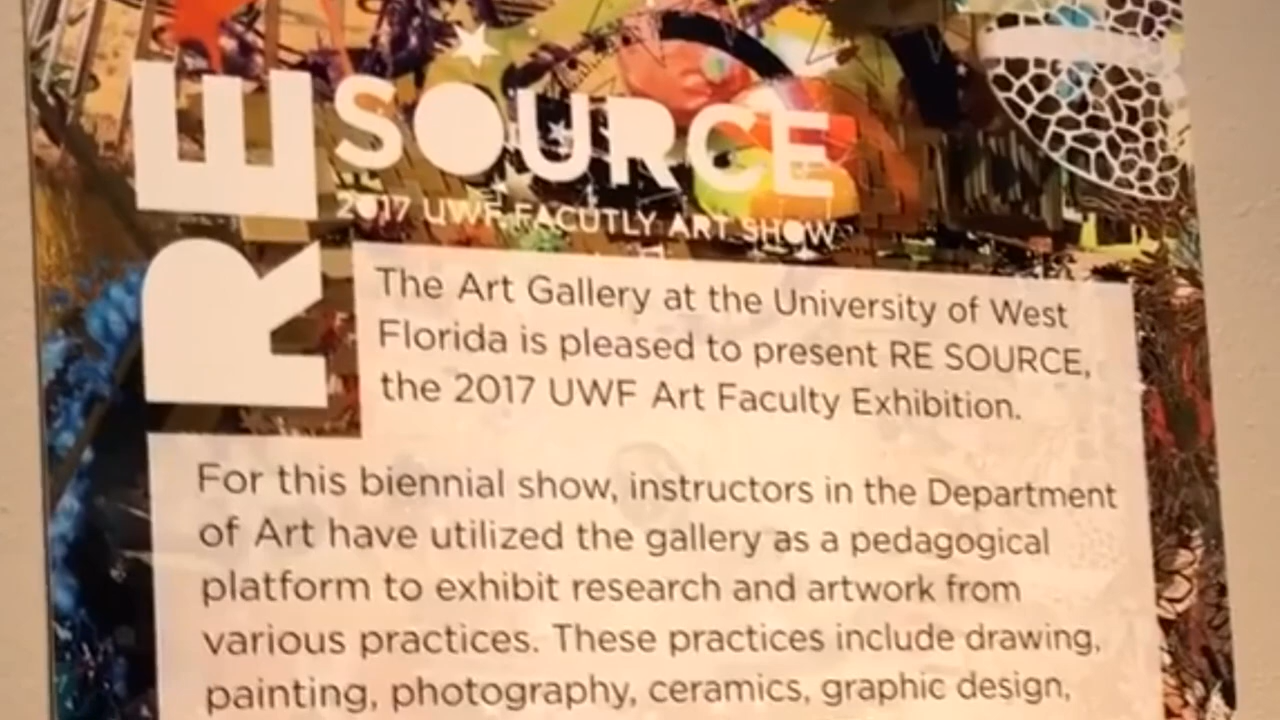 RE
SOURCE
2017 UWF FACUTLY ART SHOW
The Art Gallery at the University of West
Florida is pleased to present RE SOURCE,
the 2017 UWF Art Faculty Exhibition.
For this biennial show, instructors in the Department
of Art have utilized the gallery as a pedagogical
platform to exhibit research and artwork from
various practices. These practices include drawing,
painting, photography, ceramics, graphic design,